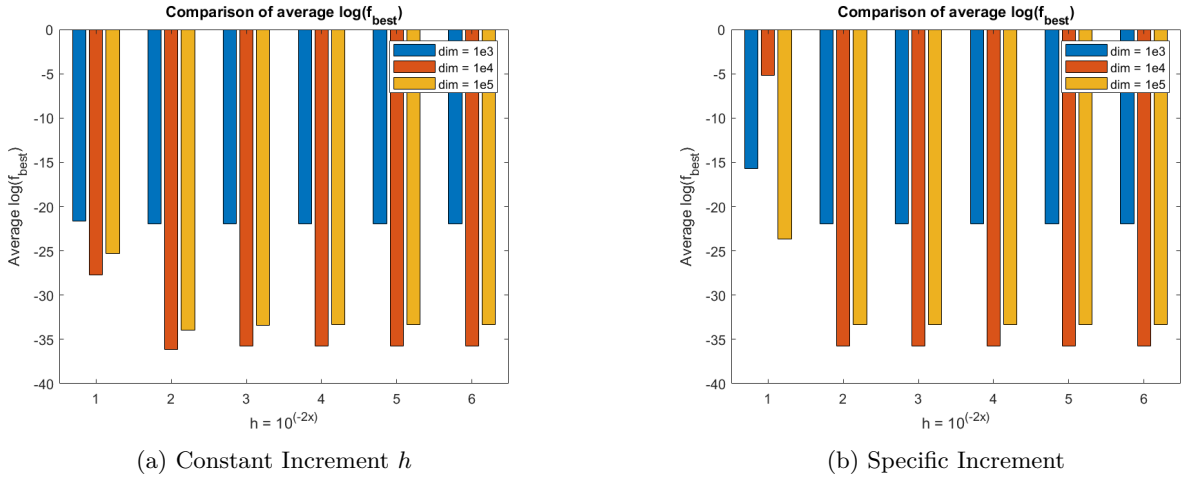 Comparison of average log(f_best)
0
-5
-10
-15
-20
-25
-30
-35
-40
Average log(f_best)
dim = 1e3
dim = 1e4
dim = 1e5
1 2 3 4 5 6
h = 10^(-2x)
(a) Constant Increment h
Comparison of average log(f_best)
0
-5
-10
-15
-20
-25
-30
-35
-40
Average log(f_best)
dim = 1e3
dim = 1e4
dim = 1e5
1 2 3 4 5 6
h = 10^(-2x)
(b) Specific Increment